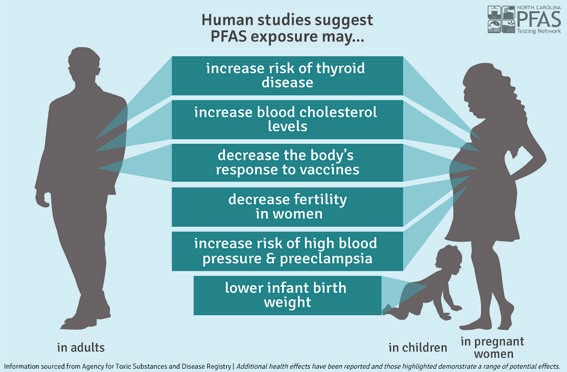 Human studies suggest
PFAS exposure may...
NORTH CAROLINA
PFAS
Testing Network
increase risk of thyroid
disease
increase blood cholesterol
levels
decrease the body's
response to vaccines
decrease fertility
in women
increase risk of high blood
pressure & preeclampsia
lower infant birth
weight
in adults
in children
in pregnant
women
Information sourced from Agency for Toxic Substances and Disease Registry | Additional health effects have been reported and those highlighted demonstrate a range of potential effects.